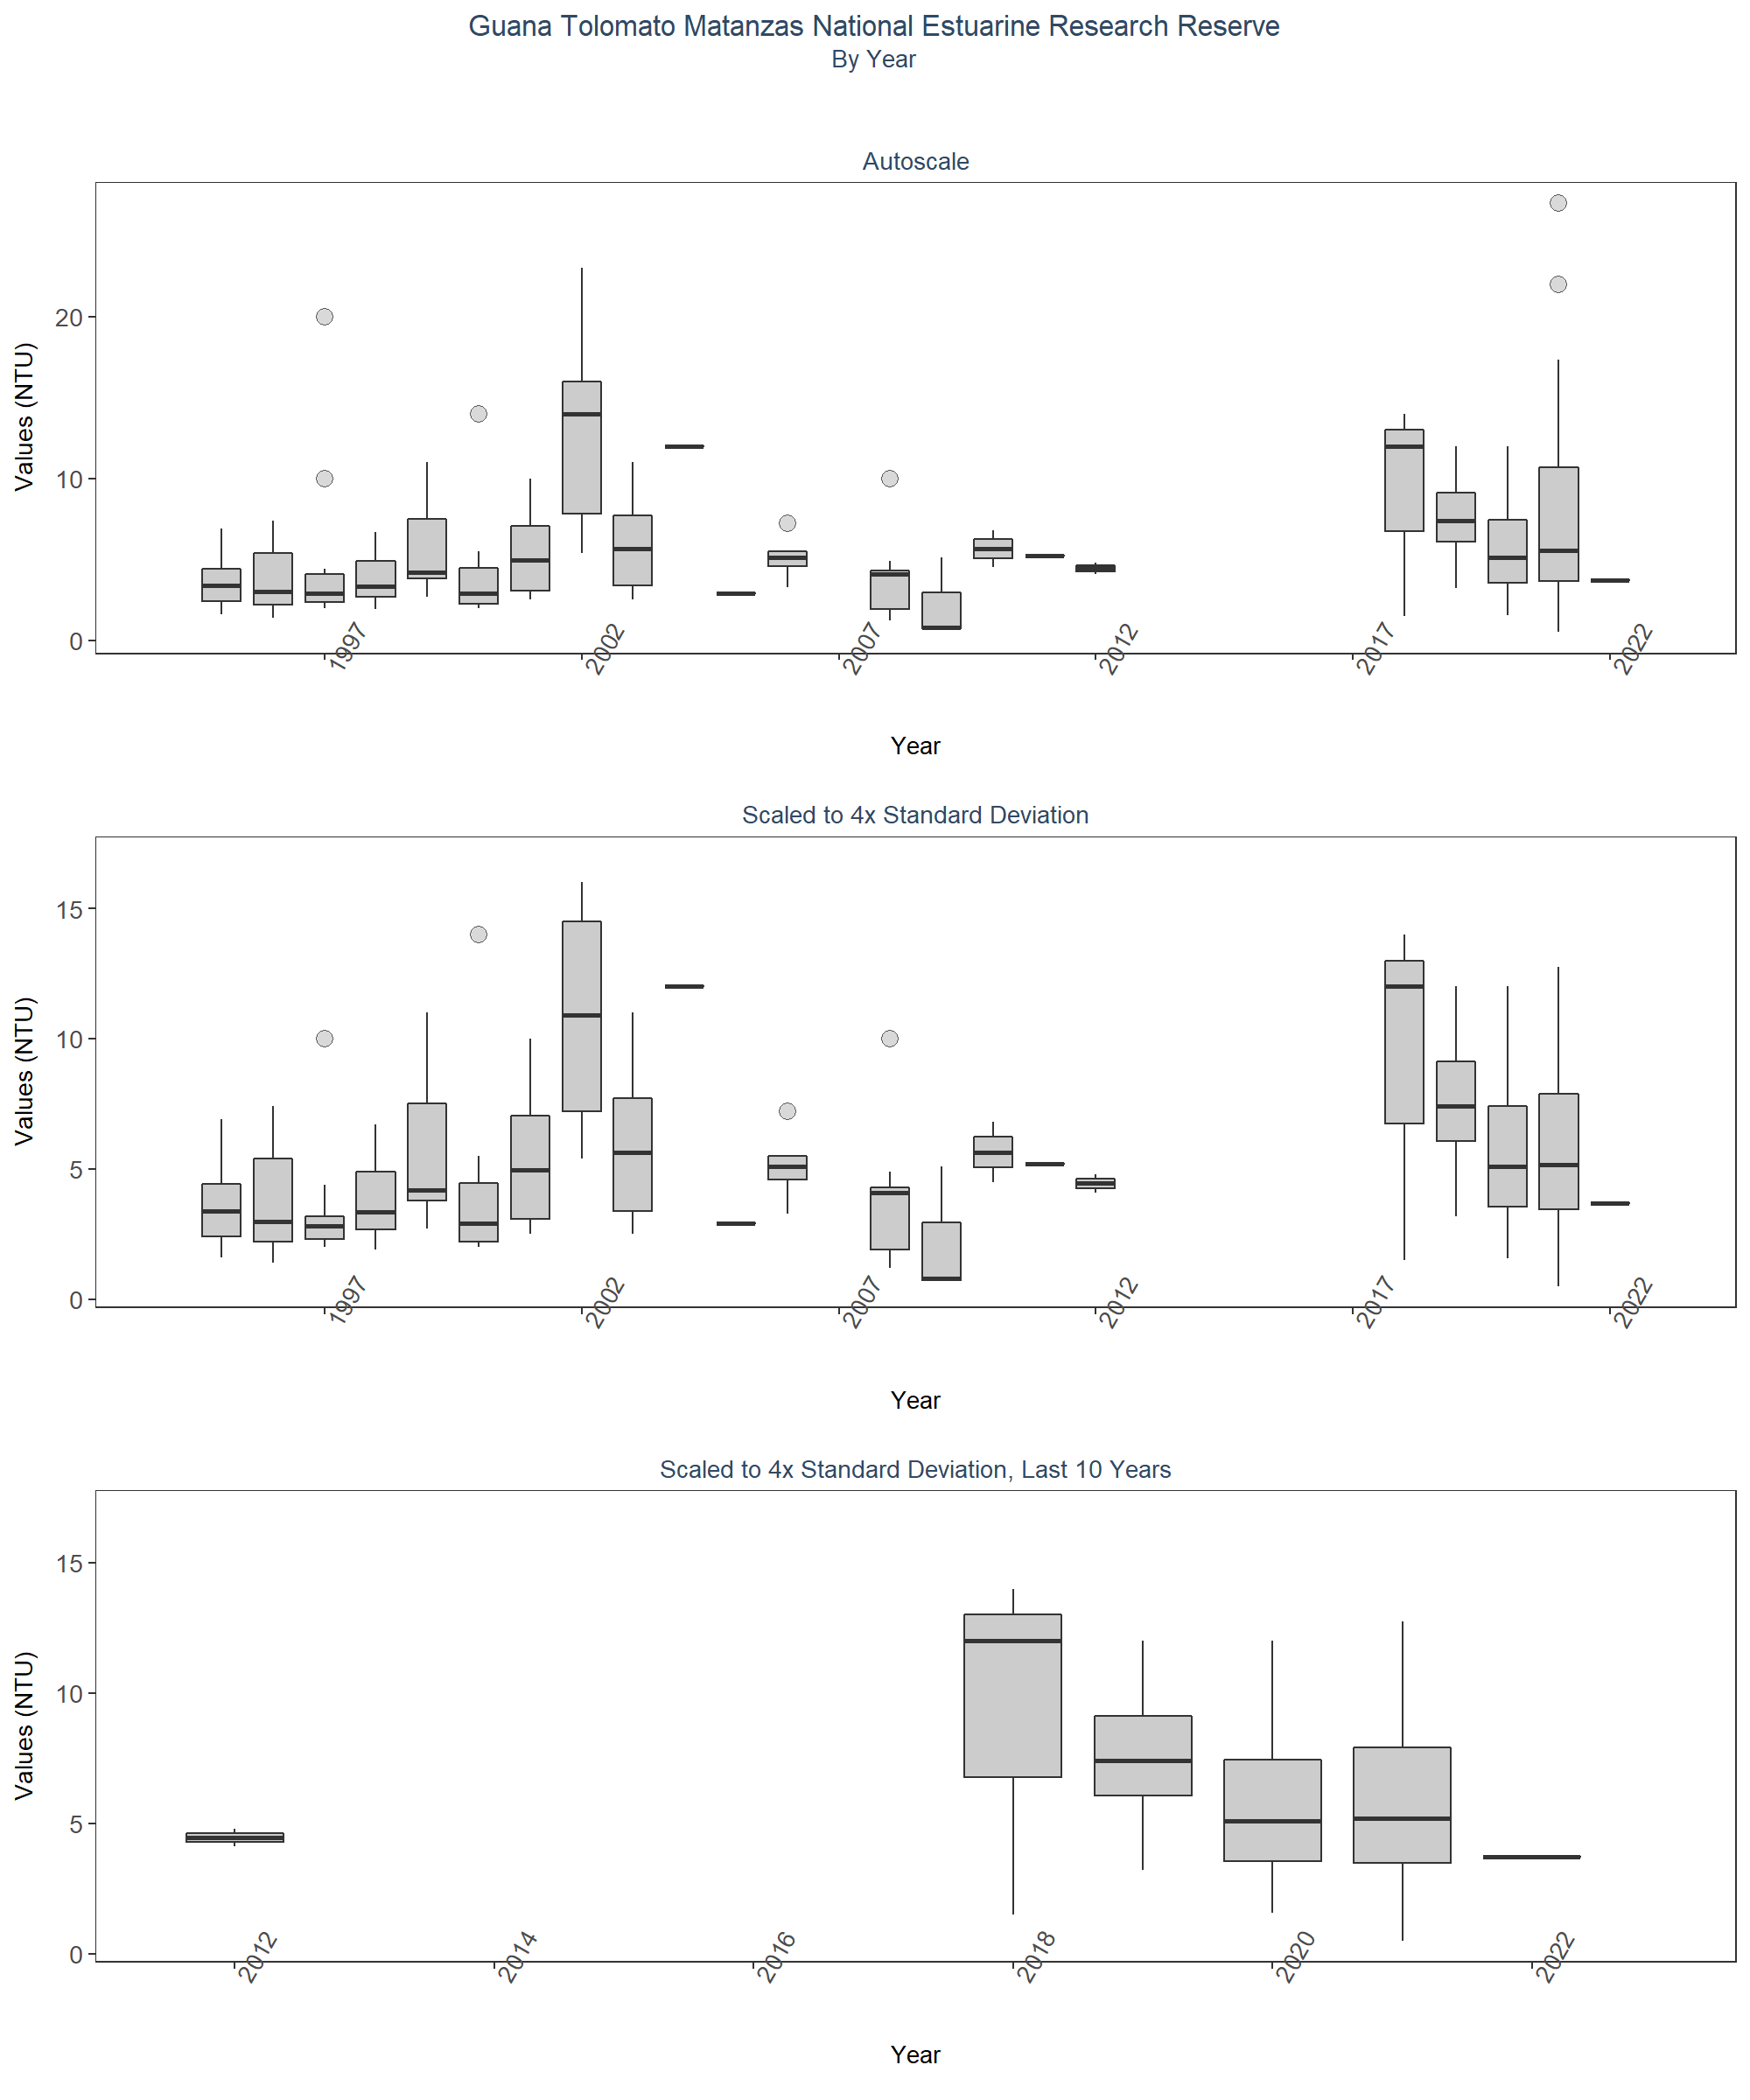 Guana Tolomato Matanzas National Estuarine Research Reserve
By Year
Autoscale
Values (NTU)
20
10
0
1997 2002 2007 2012 2017 2022
Year
Scaled to 4x Standard Deviation
Values (NTU)
15
10
5
0
1997 2002 2007 2012 2017 2022
Year
Scaled to 4x Standard Deviation, Last 10 Years
Values (NTU)
15
10
5
0
2012 2014 2016 2018 2020 2022
Year